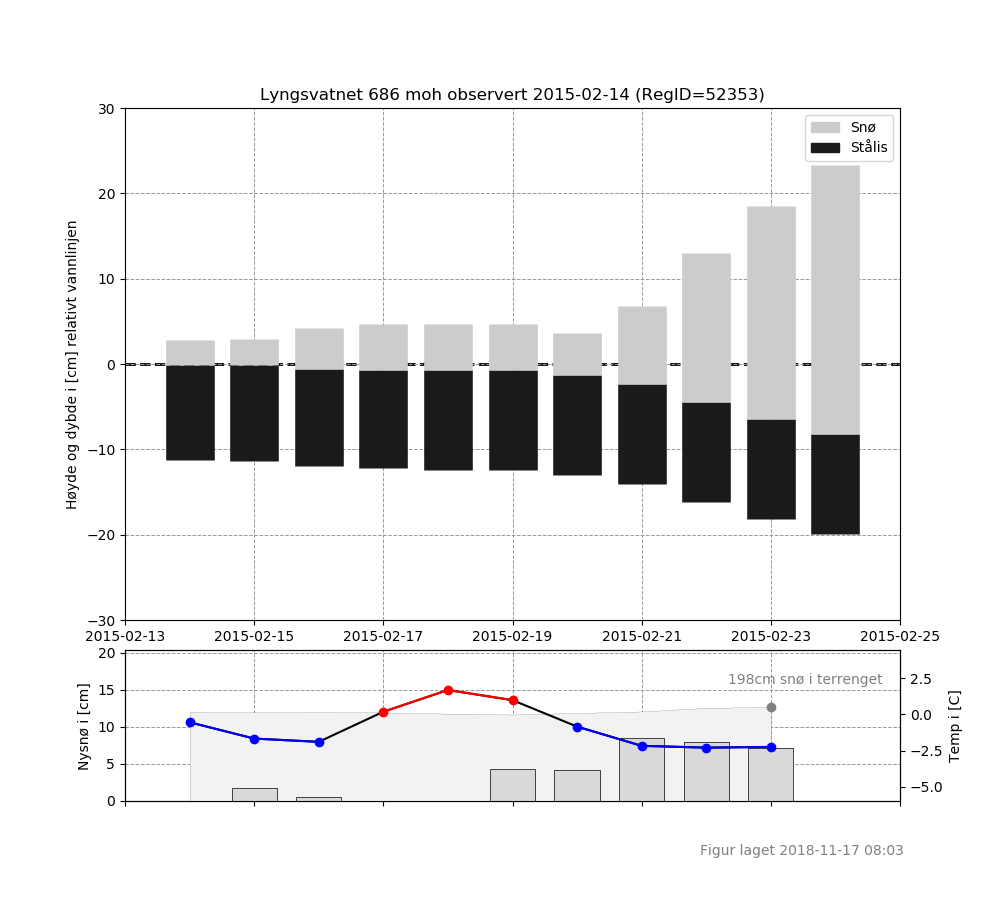 Lyngsvatnet 686 moh observert 2015-02-14 (RegID=52353)
Høyde og dybde i [cm] relativt vannlinjen
30
20
10
0
−10
−20
−30
Snø
Stålis
2015-02-13 2015-02-15 2015-02-17 2015-02-19 2015-02-21 2015-02-23 2015-02-25
Nysnø i [cm]
20
15
10
5
0
198cm snø i terrenget
2.5
0.0
−2.5
−5.0
Temp i [C]
Figur laget 2018-11-17 08:03